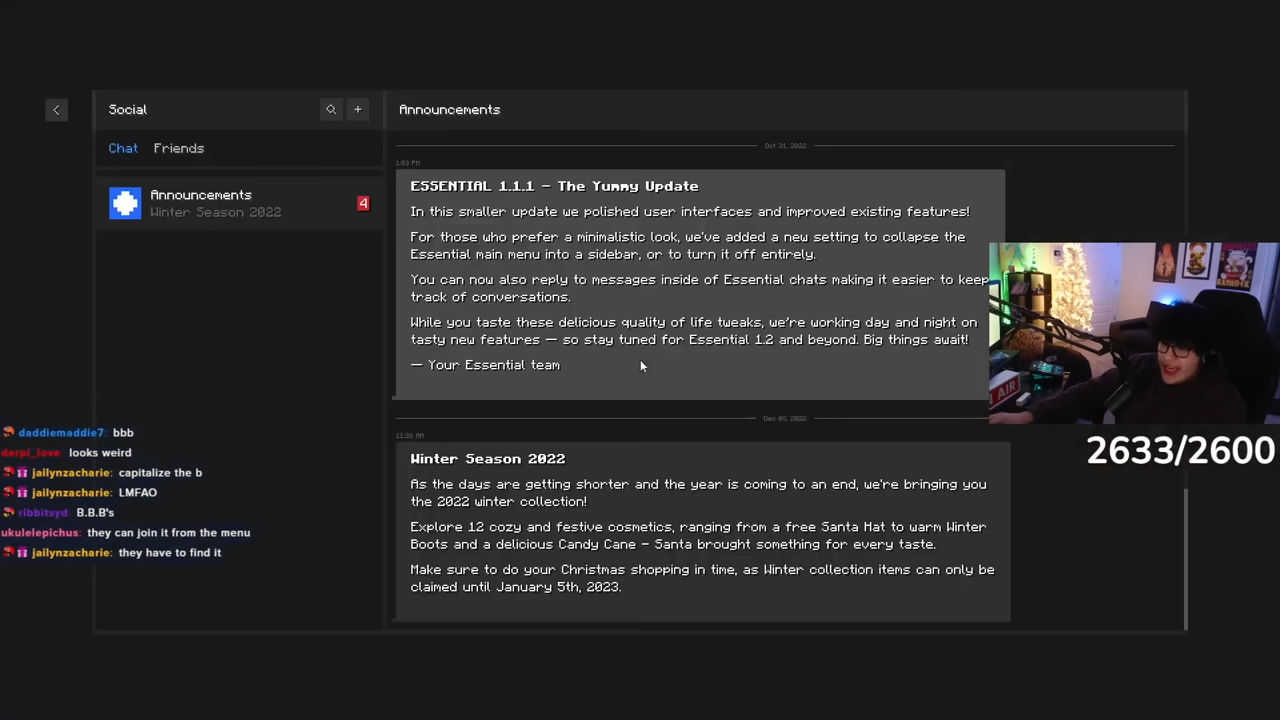 Social
Announcements
Chat Friends
Announcements
Winter Season 2022
4
Oct 31, 2022
1:03 PM
ESSENTIAL 1.1.1 – The Yummy Update
In this smaller update we polished user interfaces and improved existing features!
For those who prefer a minimalistic look, we've added a new setting to collapse the
Essential main menu into a sidebar, or to turn it off entirely.
You can now also reply to messages inside of Essential chats making it easier to keep
track of conversations.
While you taste these delicious quality of life tweaks, we're working day and night on
tasty new features — so stay tuned for Essential 1.2 and beyond. Big things await!
— Your Essential team
11:28 AM
Winter Season 2022
As the days are getting shorter and the year is coming to an end, we're bringing you
the 2022 winter collection!
Explore 12 cozy and festive cosmetics, ranging from a free Santa Hat to warm Winter
Boots and a delicious Candy Cane – Santa brought something for every taste.
Make sure to do your Christmas shopping in time, as Winter collection items can only be
claimed until January 5th, 2023.
daddiemaddie7: bbb
derpi_love: looks weird
jailynzacharie: capitalize the b
jailynzacharie: LMFAO
ribbitsyd: B.B.B's
ukulelepichus: they can join it from the menu
jailynzacharie: they have to find it
AIR
2633/2600